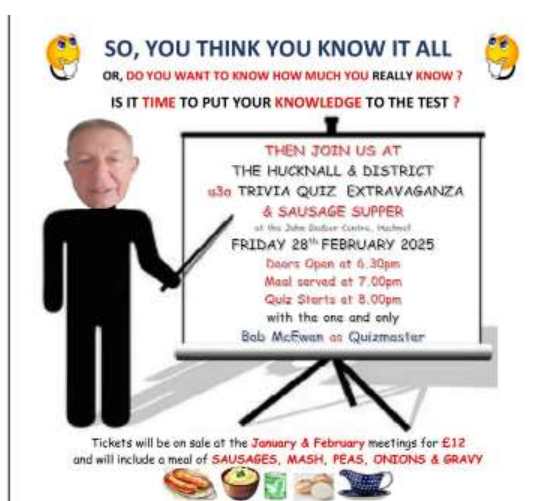 SO, YOU THINK YOU KNOW IT ALL
OR, DO YOU WANT TO KNOW HOW MUCH YOU REALLY KNOW ?
IS IT TIME TO PUT YOUR KNOWLEDGE TO THE TEST ?
THEN JOIN US AT
THE HUCKNALL & DISTRICT
u3a TRIVIA QUIZ EXTRAVAGANZA
& SAUSAGE SUPPER
at the John Centre, Hucknall
FRIDAY 28TH FEBRUARY 2025
Doors Open at 6.30pm
Meal served at 7.00pm
Quiz Starts at 8.00pm
with the one and only
Bob McEwan as Quizmaster
Tickets will be on sale at the January & February meetings for £12
and will include a meal of SAUSAGES, MASH, PEAS, ONIONS & GRAVY